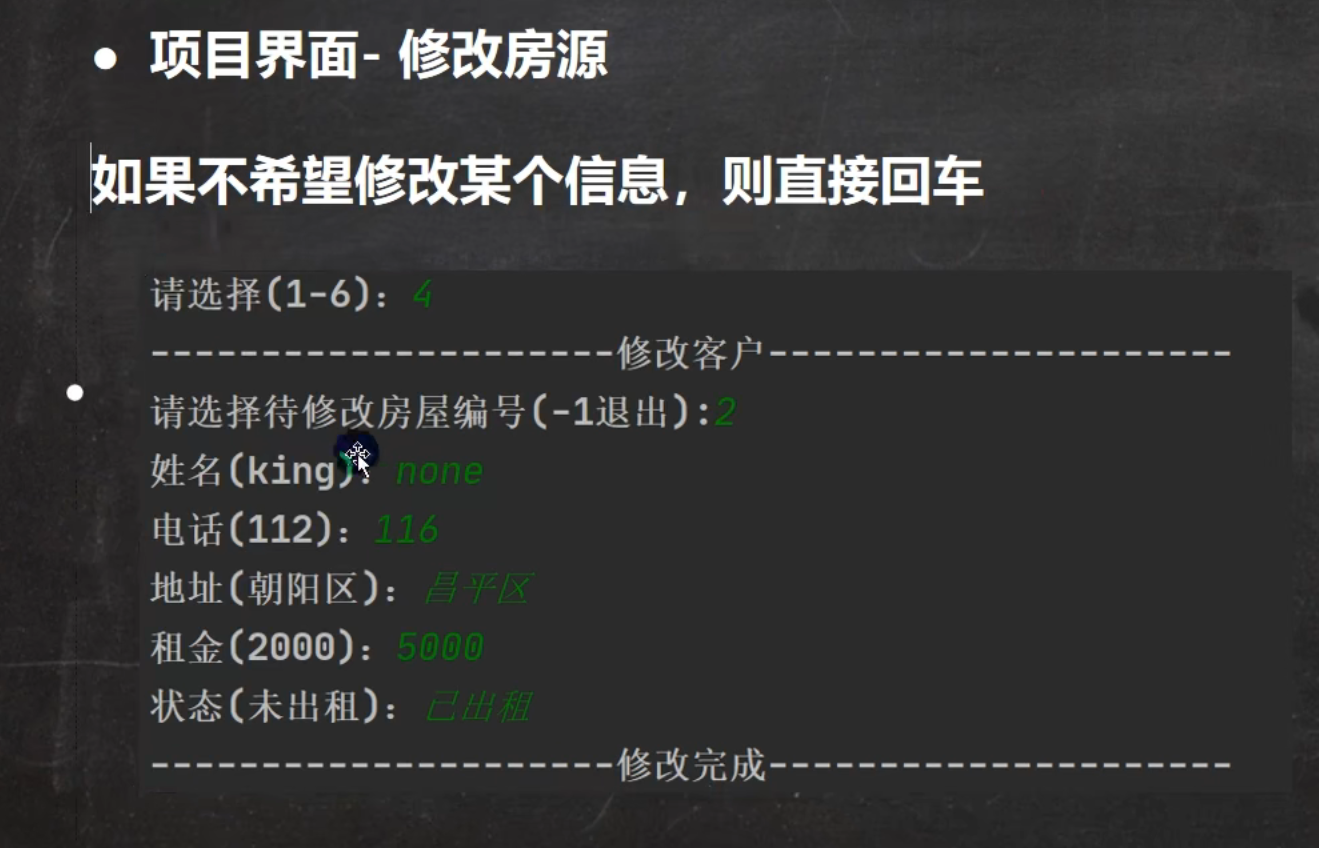 ● 项目界面- 修改房源
如果不希望修改某个信息，则直接回车
请选择(1-6)：4
---------------------修改客户---------------------
请选择待修改房屋编号(-1退出):2
姓名(king)：none
电话(112)：116
地址(朝阳区)：昌平区
租金(2000)：5000
状态(未出租)：已出租
---------------------修改完成---------------------